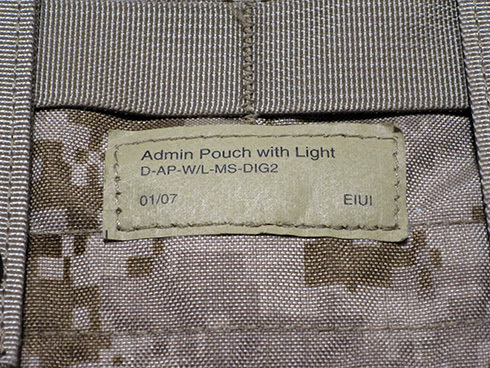 Admin Pouch with Light
D-AP-W/L-MS-DIG2
01/07 EIUI